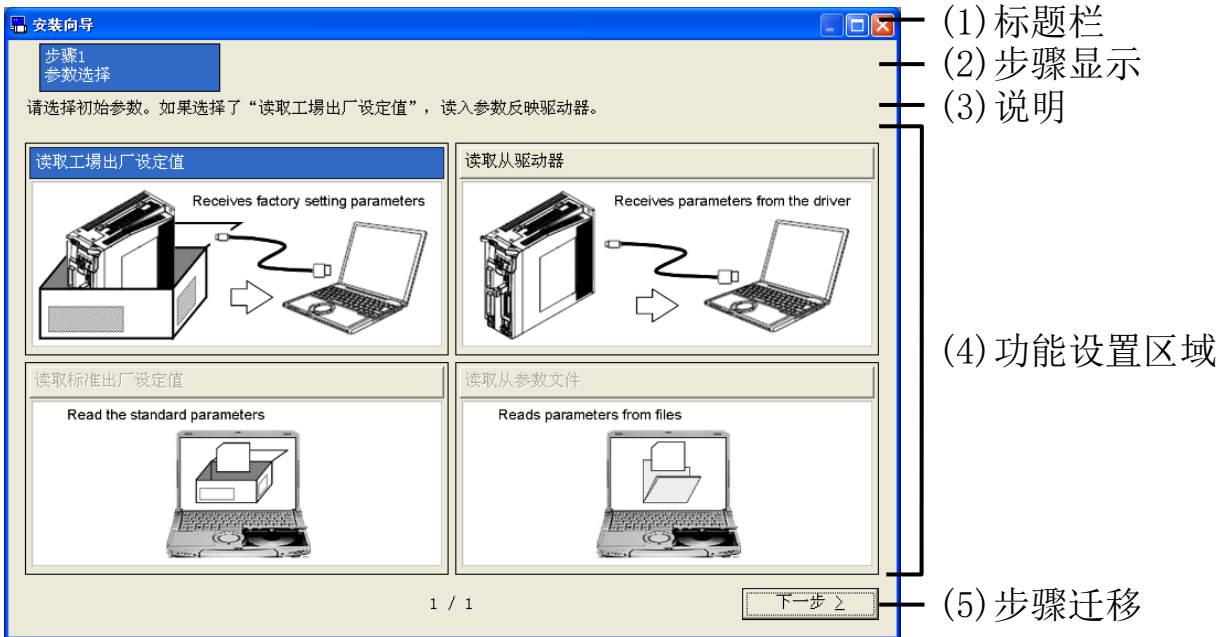 安装向导
(1)标题栏
步骤1
参数选择
(2)步骤显示
请选择初始参数。如果选择了“读取工場出厂设定值”，读入参数反映驱动器。
(3)说明
读取工場出厂设定值
读取从驱动器
Receives factory setting parameters
Receives parameters from the driver
(4)功能设置区域
读取标准出厂设定值
读取从参数文件
Read the standard parameters
Reads parameters from files
1 / 1
下一步 ≥
(5)步骤迁移